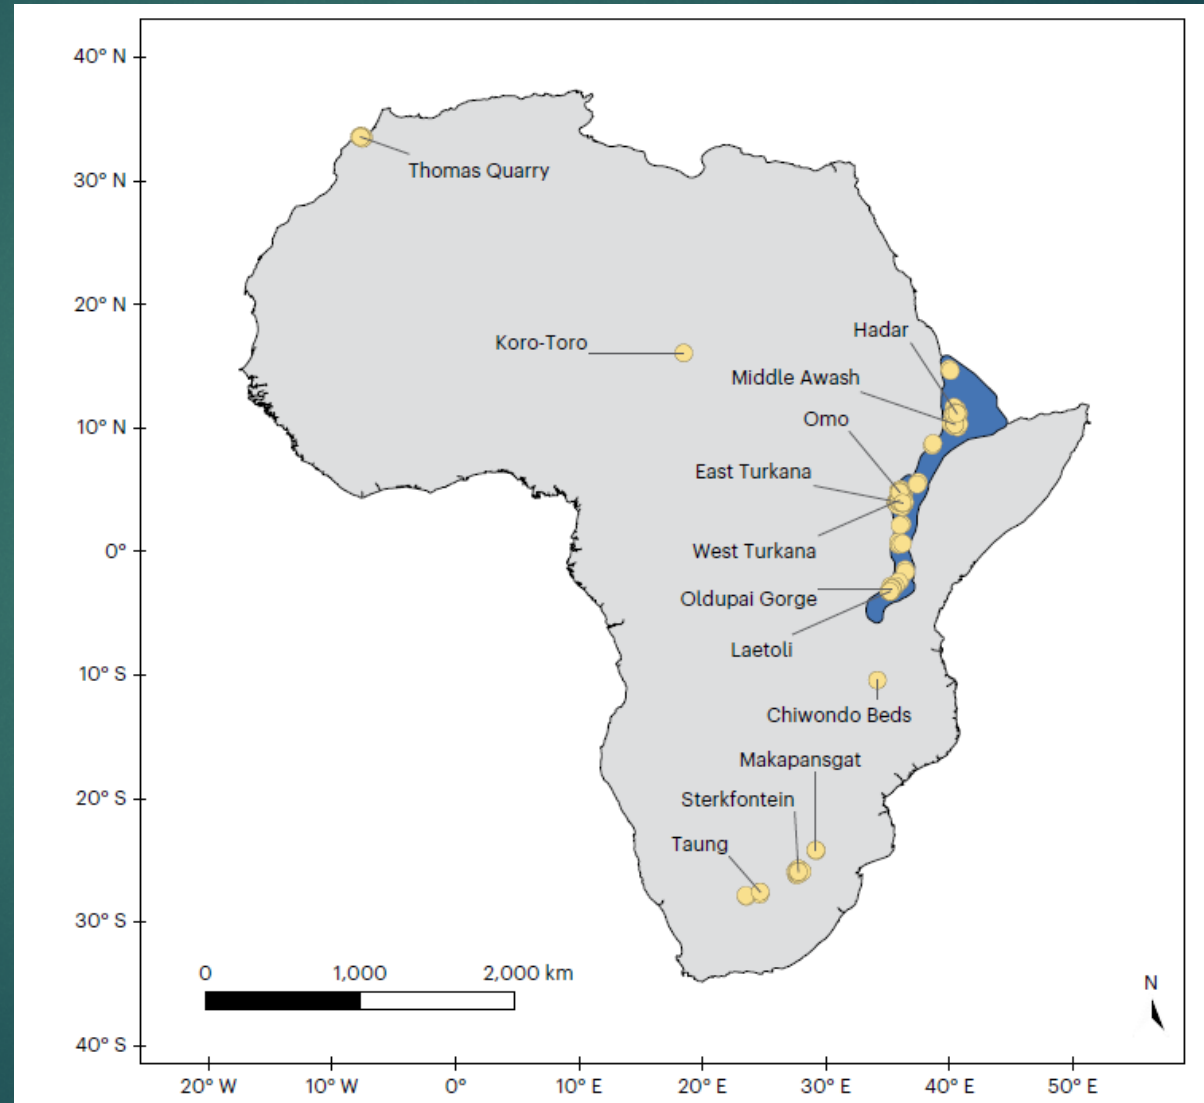 40° N
Thomas Quarry
30° N
20° N
Hadar
Koro-Toro
Middle Awash
10° N
Omo
East Turkana
0°
West Turkana
Oldupai Gorge
Laetoli
10° S
Chiwondo Beds
Makapansgat
20° S
Sterkfontein
Taung
30° S
0 1,000 2,000 km
N
40° S
20° W 10° W 0° 10° E 20° E 30° E 40° E 50° E